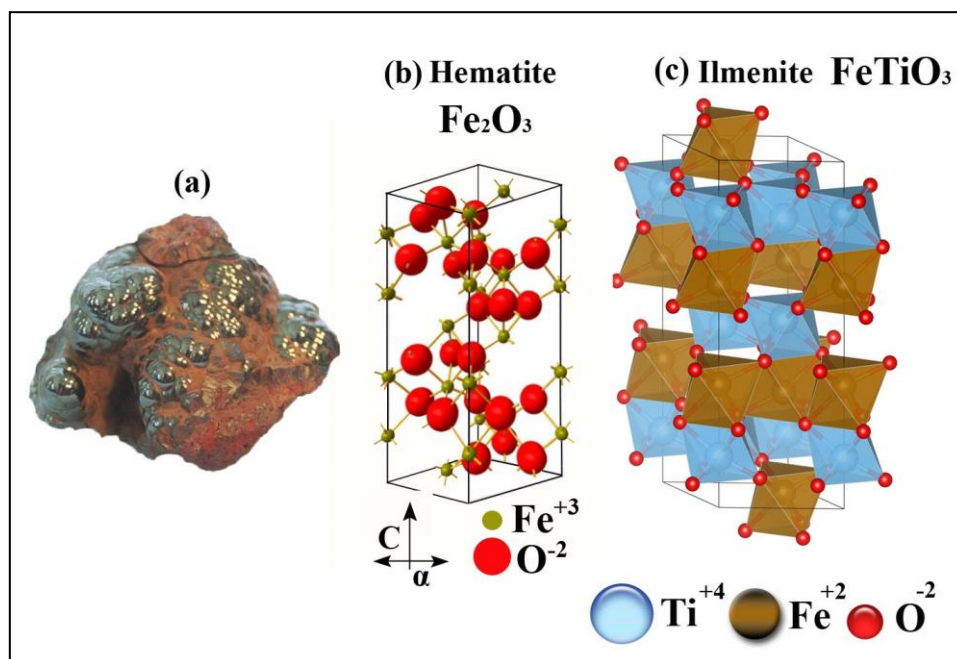 (a)
(b) Hematite
Fe₂O₃
(c) Ilmenite FeTiO₃
C
α
Fe⁺³
O⁻²
Ti⁺⁴ Fe⁺² O⁻²